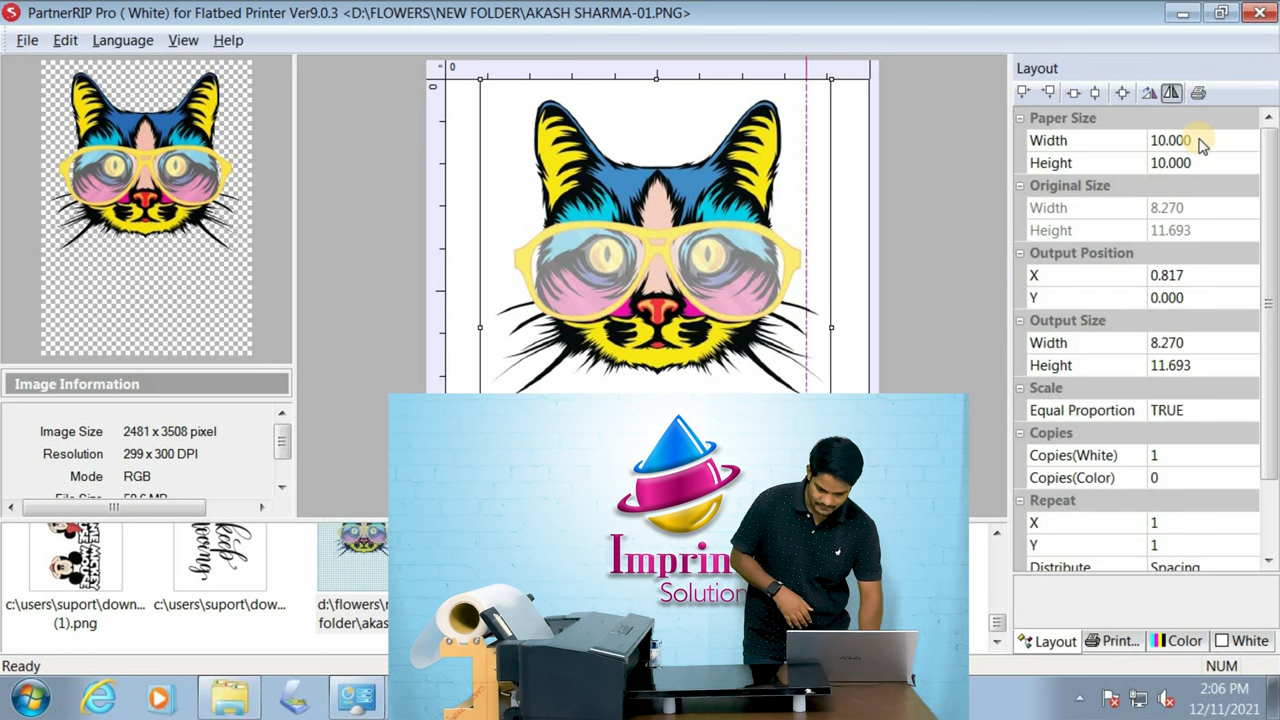 PartnerRIP Pro ( White) for Flatbed Printer Ver9.0.3 <D:\FLOWERS\NEW FOLDER\AKASH SHARMA-01.PNG>
File Edit Language View Help
0
0
Layout
Paper Size
Width 10.000
Height 10.000
Original Size
Width 8.270
Height 11.693
Output Position
X 0.817
Y 0.000
Output Size
Width 8.270
Height 11.693
Scale
Equal Proportion TRUE
Copies
Copies(White) 1
Copies(Color) 0
Repeat
X 1
Y 1
Distribute Spacing
Layout Print... Color White
Image Information
Image Size 2481 x 3508 pixel
Resolution 299 x 300 DPI
Mode RGB
keep
c:\users\suport\down...
(1).png
c:\users\suport\dow...
d:\flowers\
folder\akas
Imprin
Solution
Ready
NUM
2:06 PM
12/11/2021